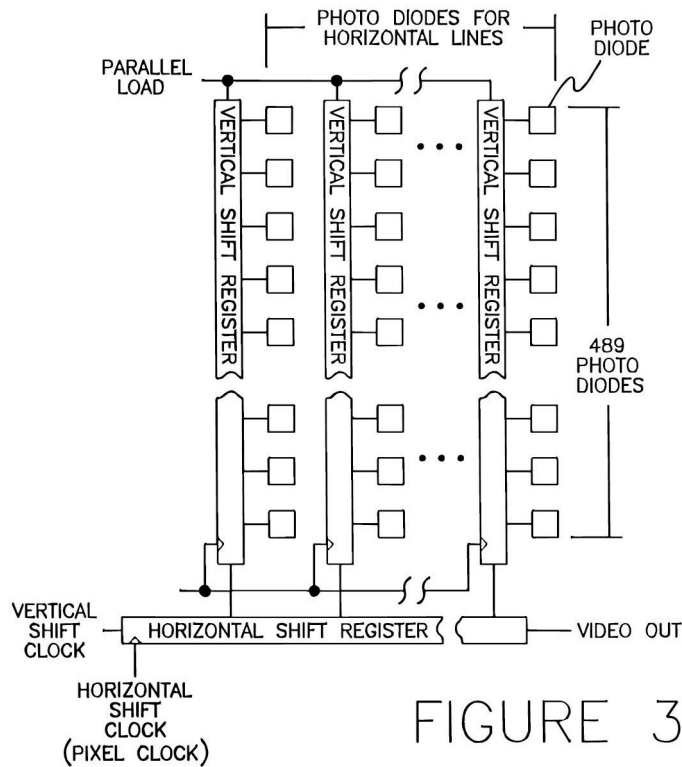 PHOTO DIODES FOR
HORIZONTAL LINES
PHOTO
DIODE
PARALLEL
LOAD
VERTICAL SHIFT REGISTER
VERTICAL SHIFT REGISTER
VERTICAL SHIFT REGISTER
489
PHOTO
DIODES
VERTICAL
SHIFT
CLOCK
HORIZONTAL SHIFT REGISTER
VIDEO OUT
HORIZONTAL
SHIFT
CLOCK
(PIXEL CLOCK)
FIGURE 3